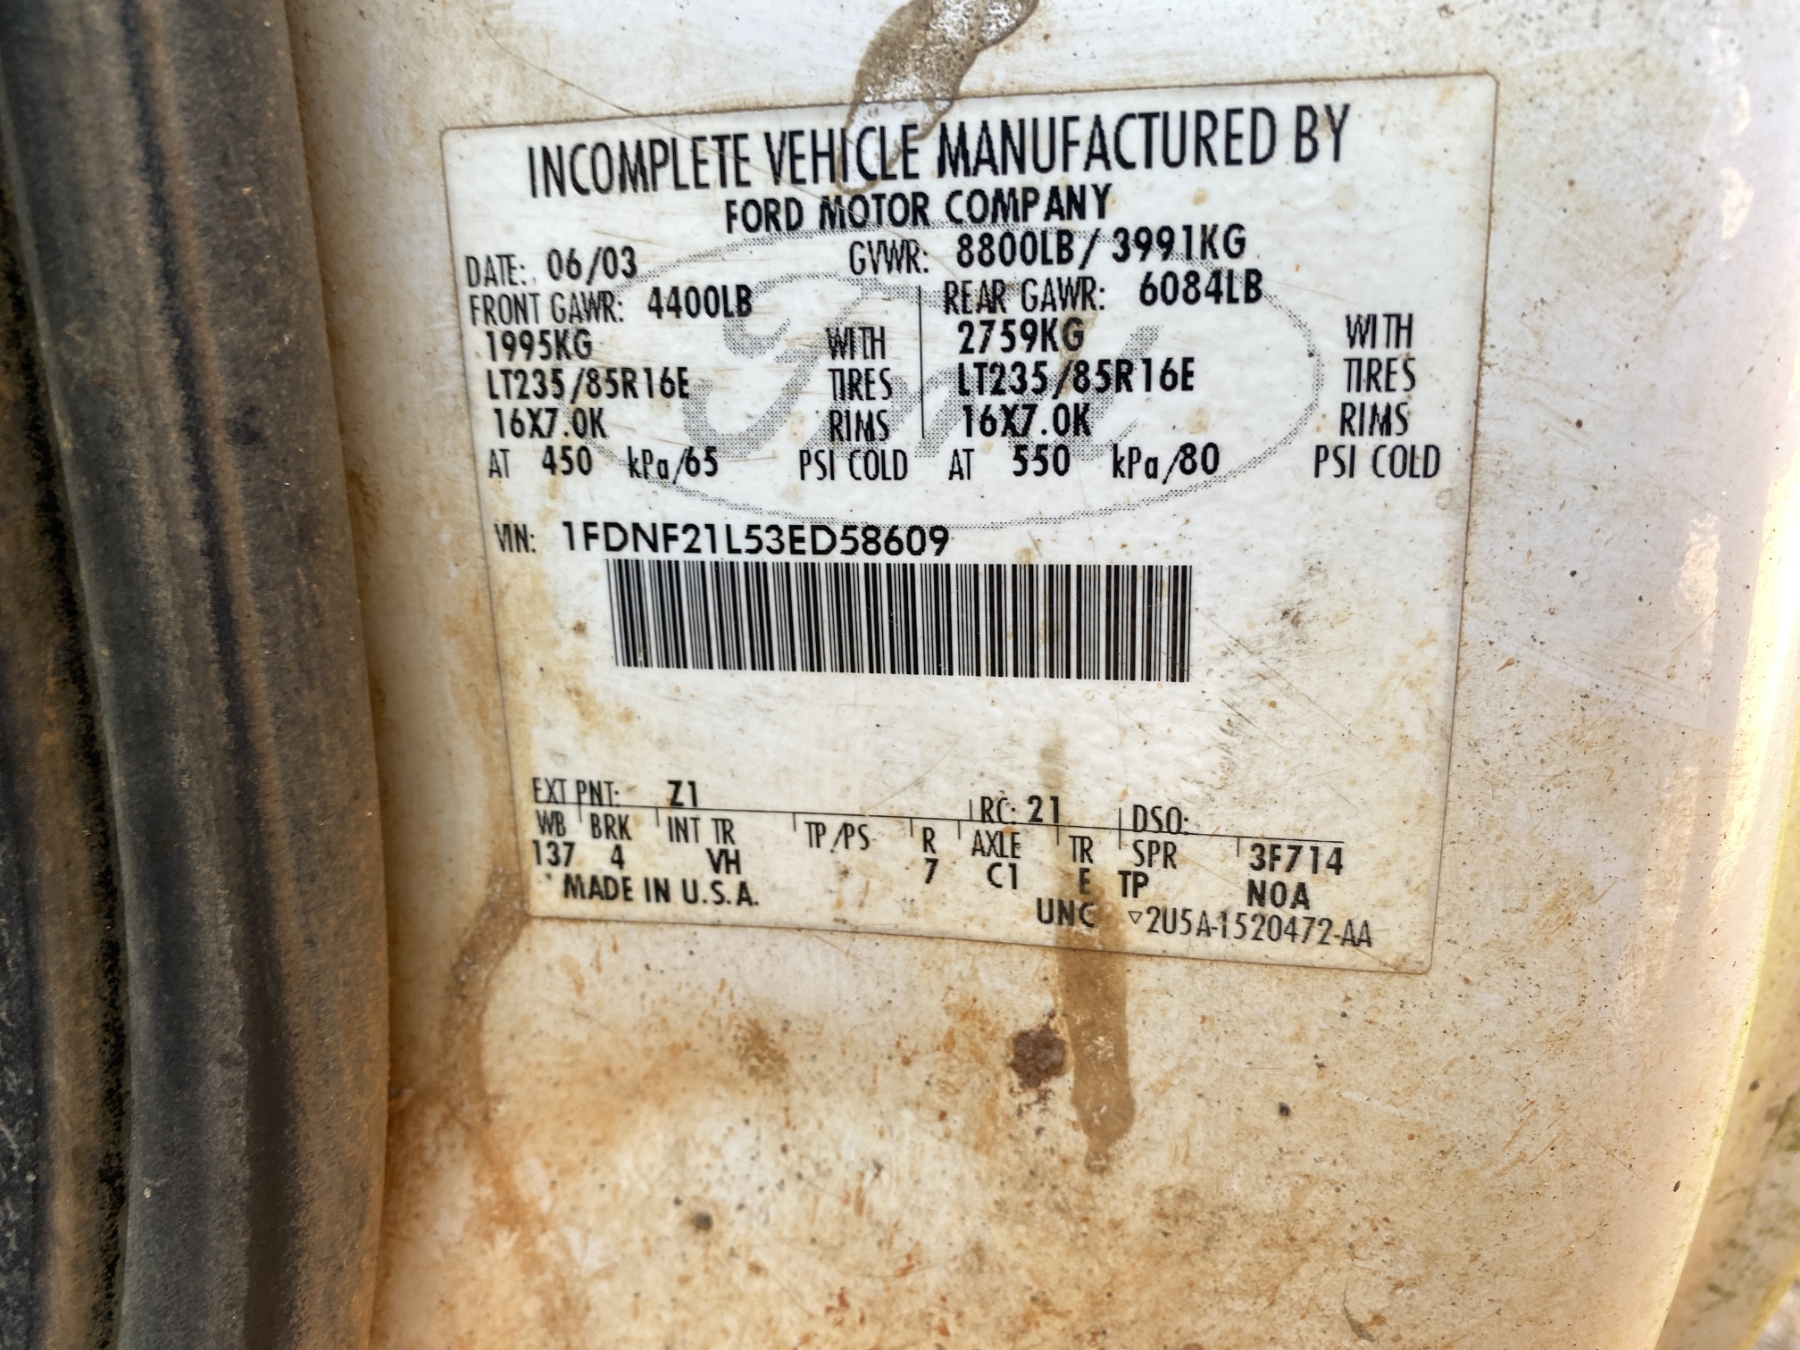 INCOMPLETE VEHICLE MANUFACTURED BY
FORD MOTOR COMPANY
DATE: 06/03 GVWR: 8800LB/ 3991KG
FRONT GAWR: 4400LB REAR GAWR: 6084LB
1995KG WITH 2759KG WITH
LT235/85R16E TIRES LT235/85R16E TIRES
16X7.0K RIMS 16X7.0K RIMS
AT 450 kPa/65 PSI COLD AT 550 kPa/80 PSI COLD
Ford
VIN: 1FDNF21L53ED58609
EXT PNT: Z1 RC: 21 DSO:
WB BRK INT TR TP/PS R AXLE TR SPR 3F714
137 4 VH 7 C1 E TP NOA
MADE IN U.S.A. UNC ▽2U5A-1520472-AA